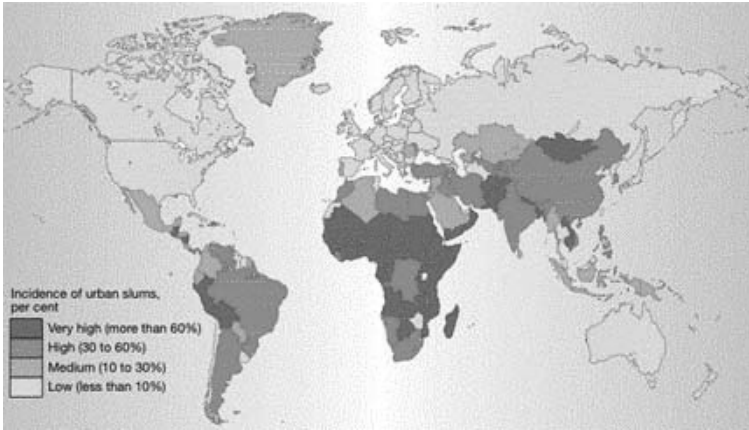 Incidence of urban slums,
per cent
Very high (more than 60%)
High (30 to 60%)
Medium (10 to 30%)
Low (less than 10%)